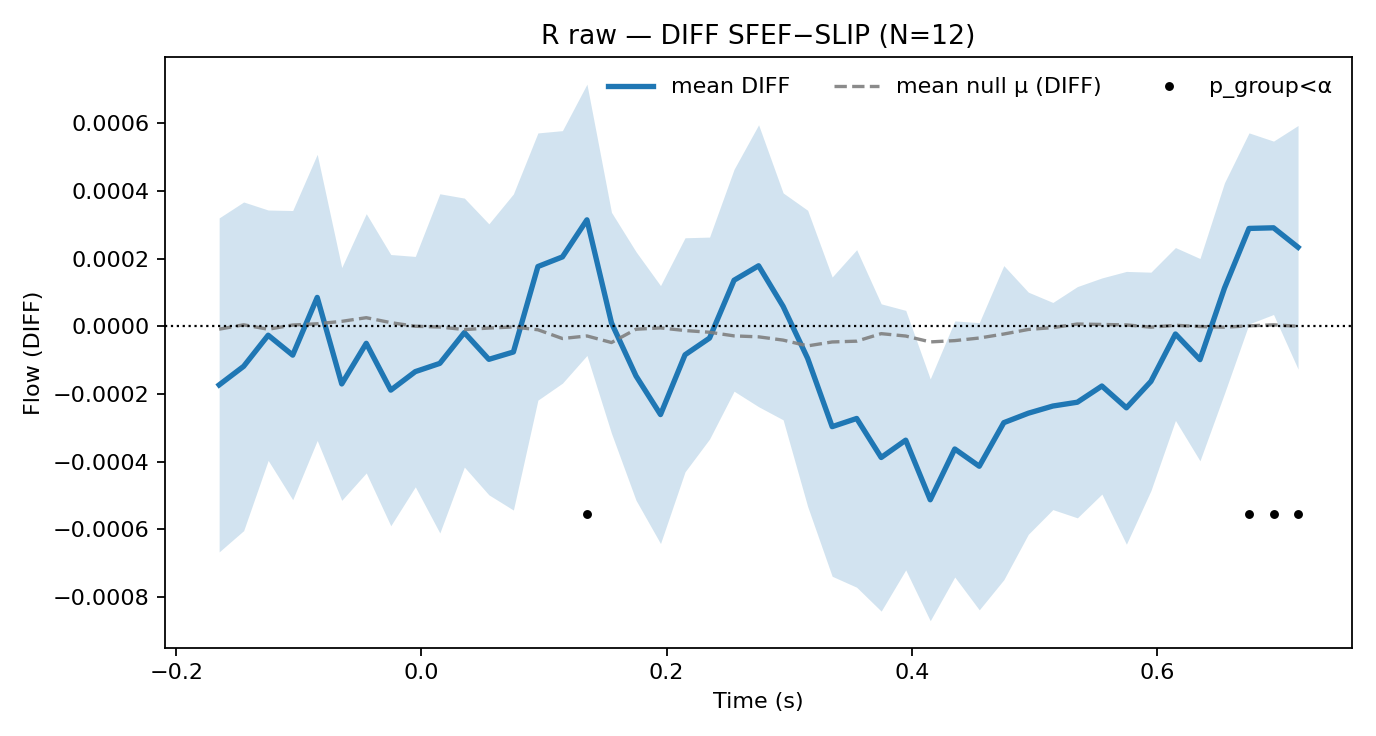 R raw — DIFF SFEF−SLIP (N=12)
mean DIFF
mean null μ (DIFF)
p_group<α
Flow (DIFF)
0.0006
0.0004
0.0002
0.0000
−0.0002
−0.0004
−0.0006
−0.0008
−0.2
0.0
0.2
0.4
0.6
Time (s)